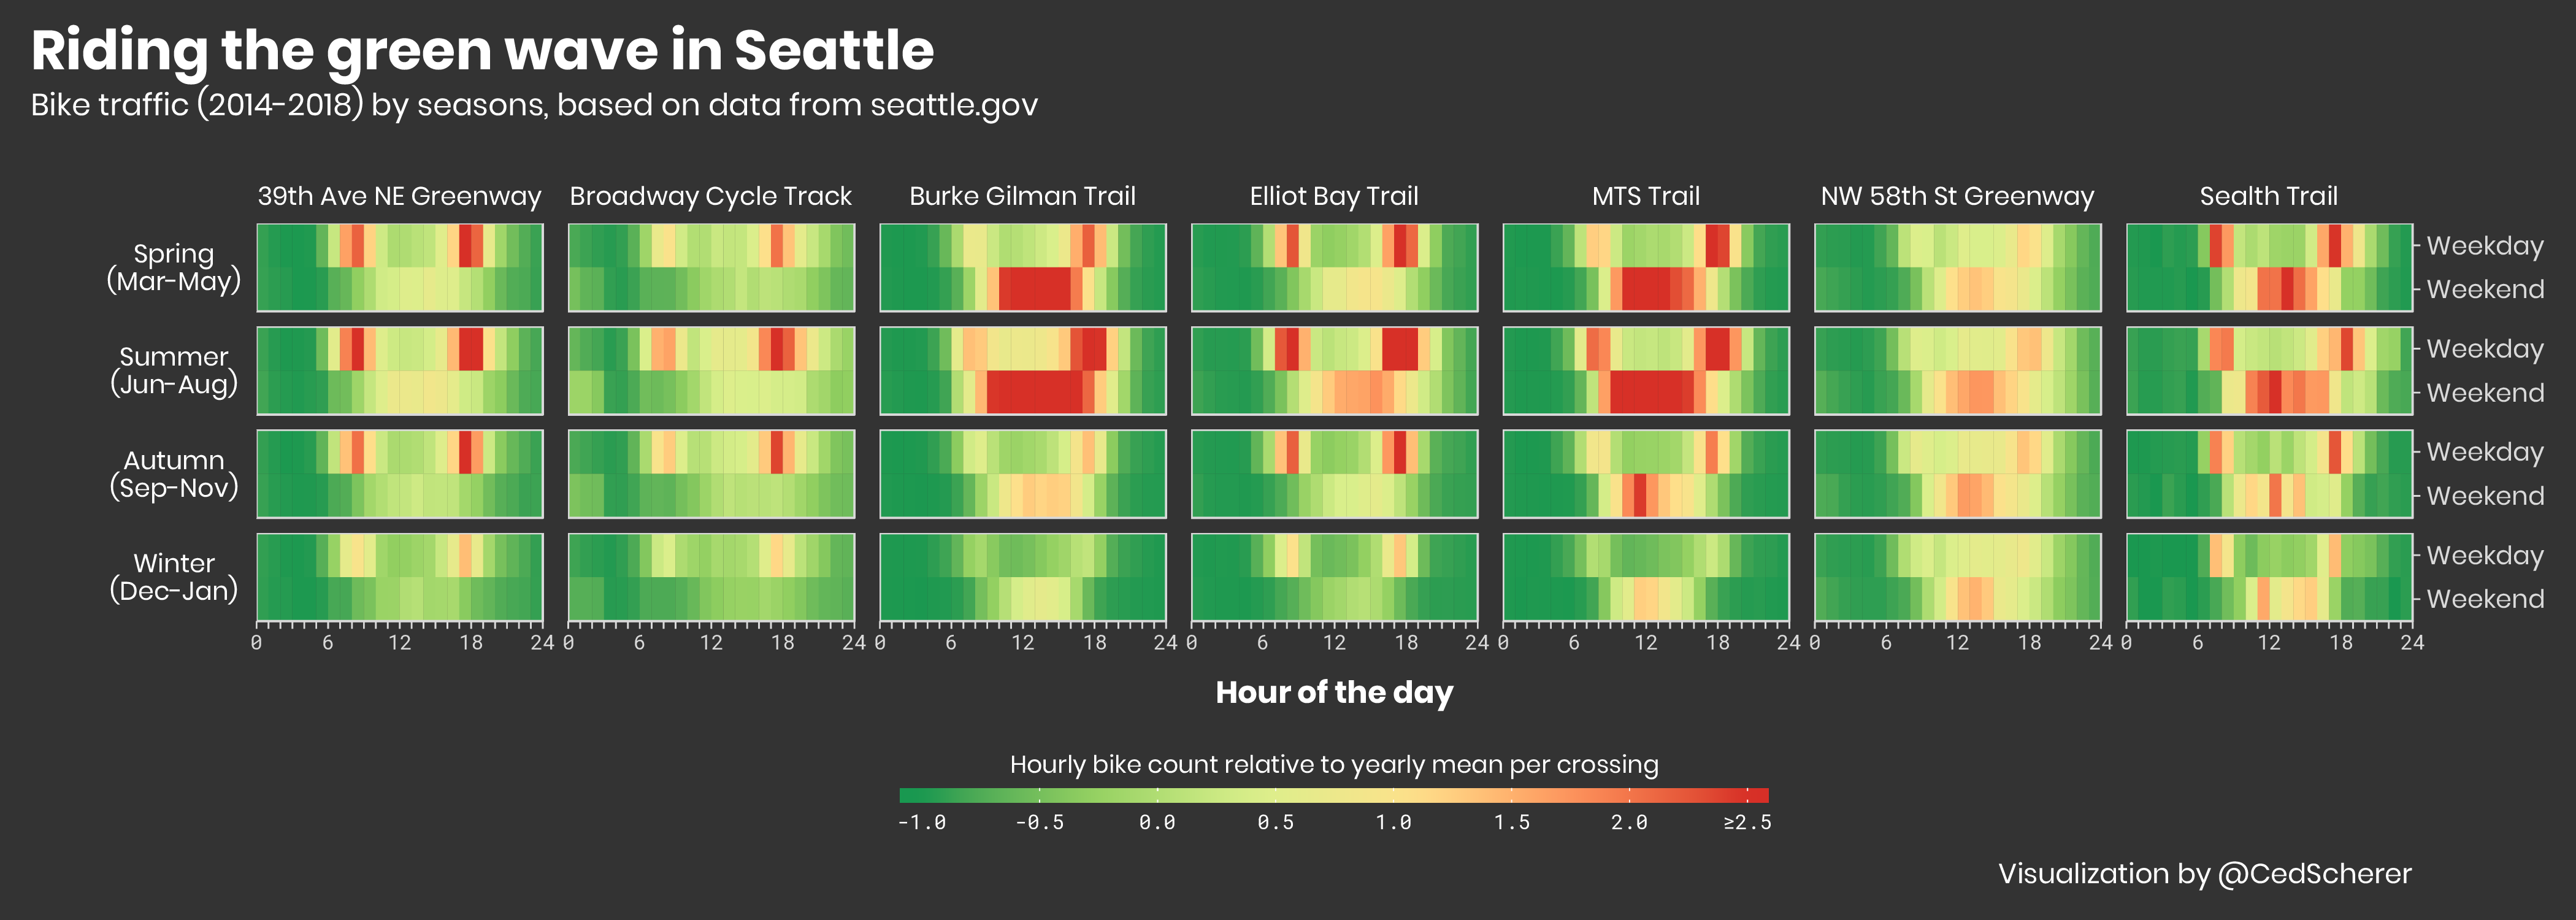 Riding the green wave in Seattle
Bike traffic (2014-2018) by seasons, based on data from seattle.gov
39th Ave NE Greenway Broadway Cycle Track Burke Gilman Trail Elliot Bay Trail MTS Trail NW 58th St Greenway Sealth Trail
Spring
(Mar-May)
Weekday
Weekend
Summer
(Jun-Aug)
Weekday
Weekend
Autumn
(Sep-Nov)
Weekday
Weekend
Winter
(Dec-Jan)
Weekday
Weekend
0 6 12 18 24 0 6 12 18 24 0 6 12 18 24 0 6 12 18 24 0 6 12 18 24 0 6 12 18 24 0 6 12 18 24
Hour of the day
Hourly bike count relative to yearly mean per crossing
-1.0 -0.5 0.0 0.5 1.0 1.5 2.0 ≥2.5
Visualization by @CedScherer